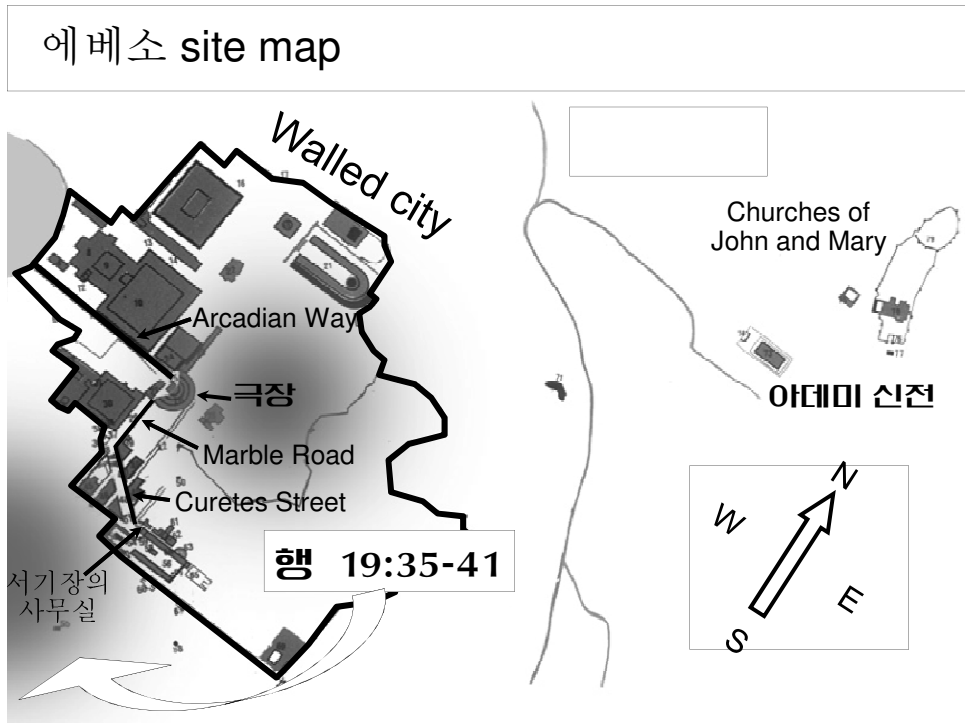 에베소 site map
Walled city
Churches of
John and Mary
Arcadian Way
극장
아데미 신전
Marble Road
Curetes Street
행 19:35-41
서기장의
사무실
N
W
E
S